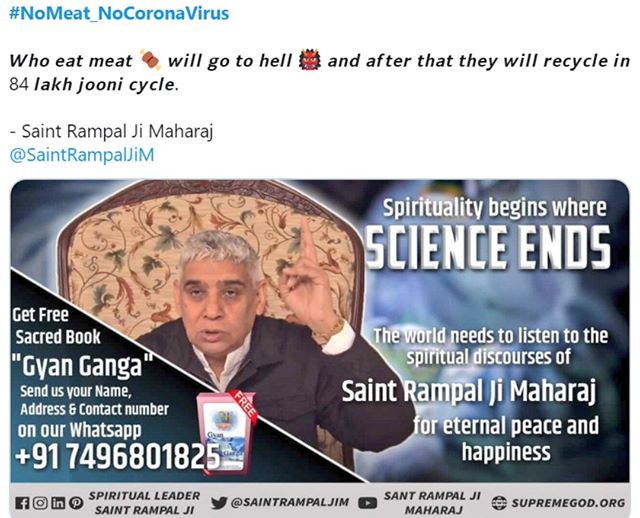 #NoMeat_NoCoronaVirus
Who eat meat 🍖 will go to hell 👹 and after that they will recycle in
84 lakh jooni cycle.
- Saint Rampal Ji Maharaj
@SaintRampalJiM
Spirituality begins where
SCIENCE ENDS
Get Free
Sacred Book
"Gyan Ganga"
Send us your Name,
Address & Contact number
on our Whatsapp
+91 7496801825
FREE
Gyan
Ganga
The world needs to listen to the
spiritual discourses of
Saint Rampal Ji Maharaj
for eternal peace and
happiness
SPIRITUAL LEADER
SAINT RAMPAL JI
@SAINTRAMPALJIM
SANT RAMPAL JI
MAHARAJ
SUPREMEGOD.ORG